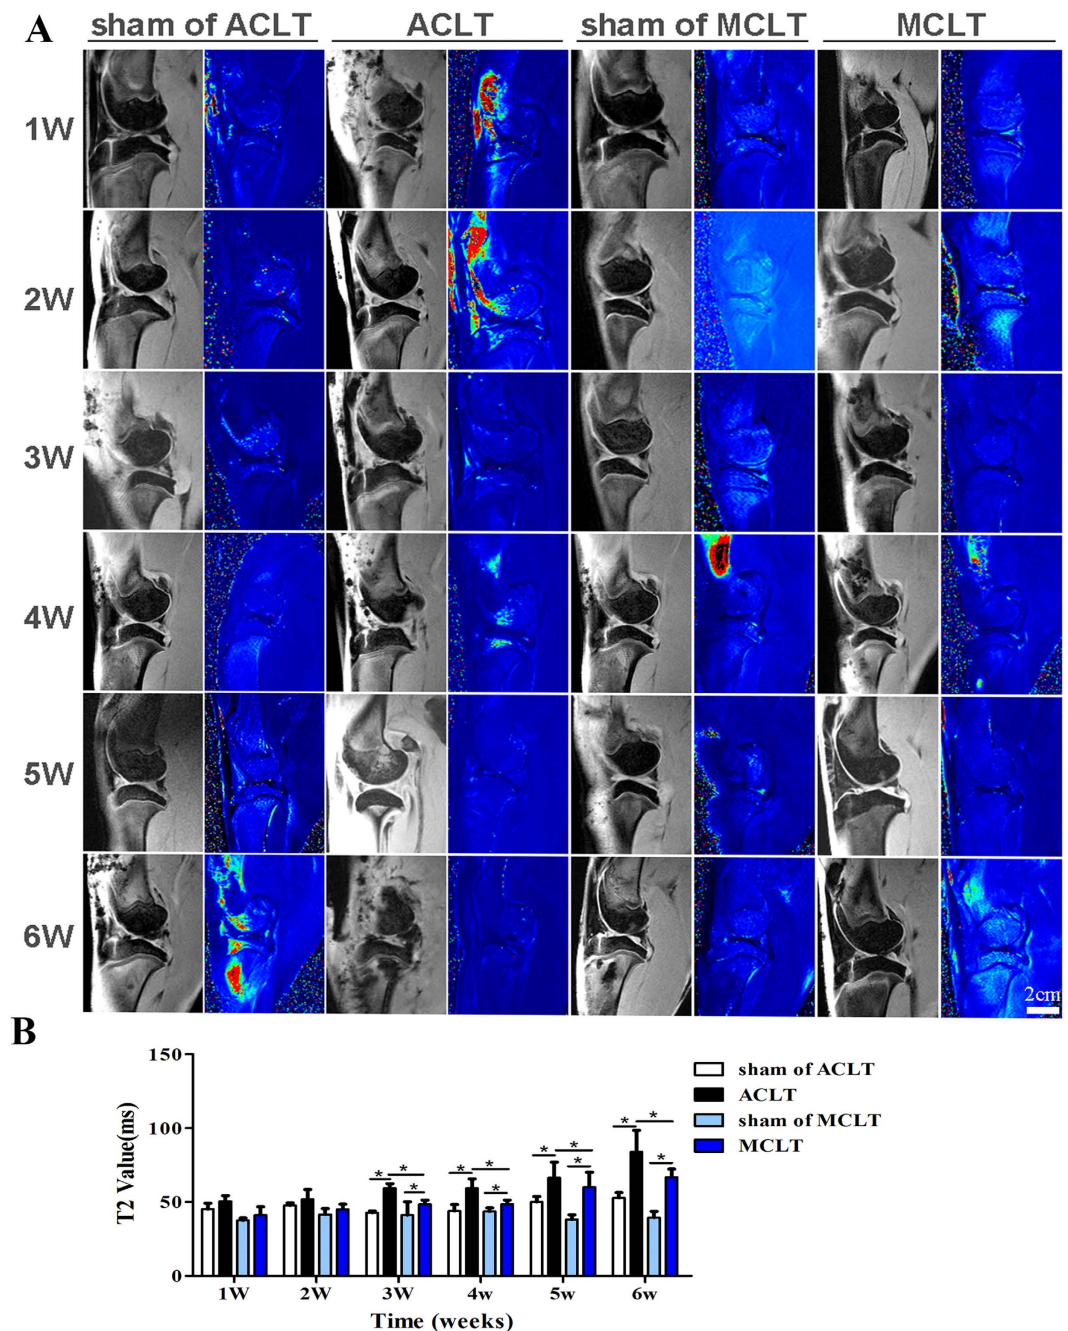 A
sham of ACLT ACLT sham of MCLT MCLT
1W
2W
3W
4W
5W
6W
2cm
B
150
100
50
0
T2 Value(ms)
* * * * * * * * * * * *
1W 2W 3W 4w 5w 6w
Time (weeks)
sham of ACLT
ACLT
sham of MCLT
MCLT